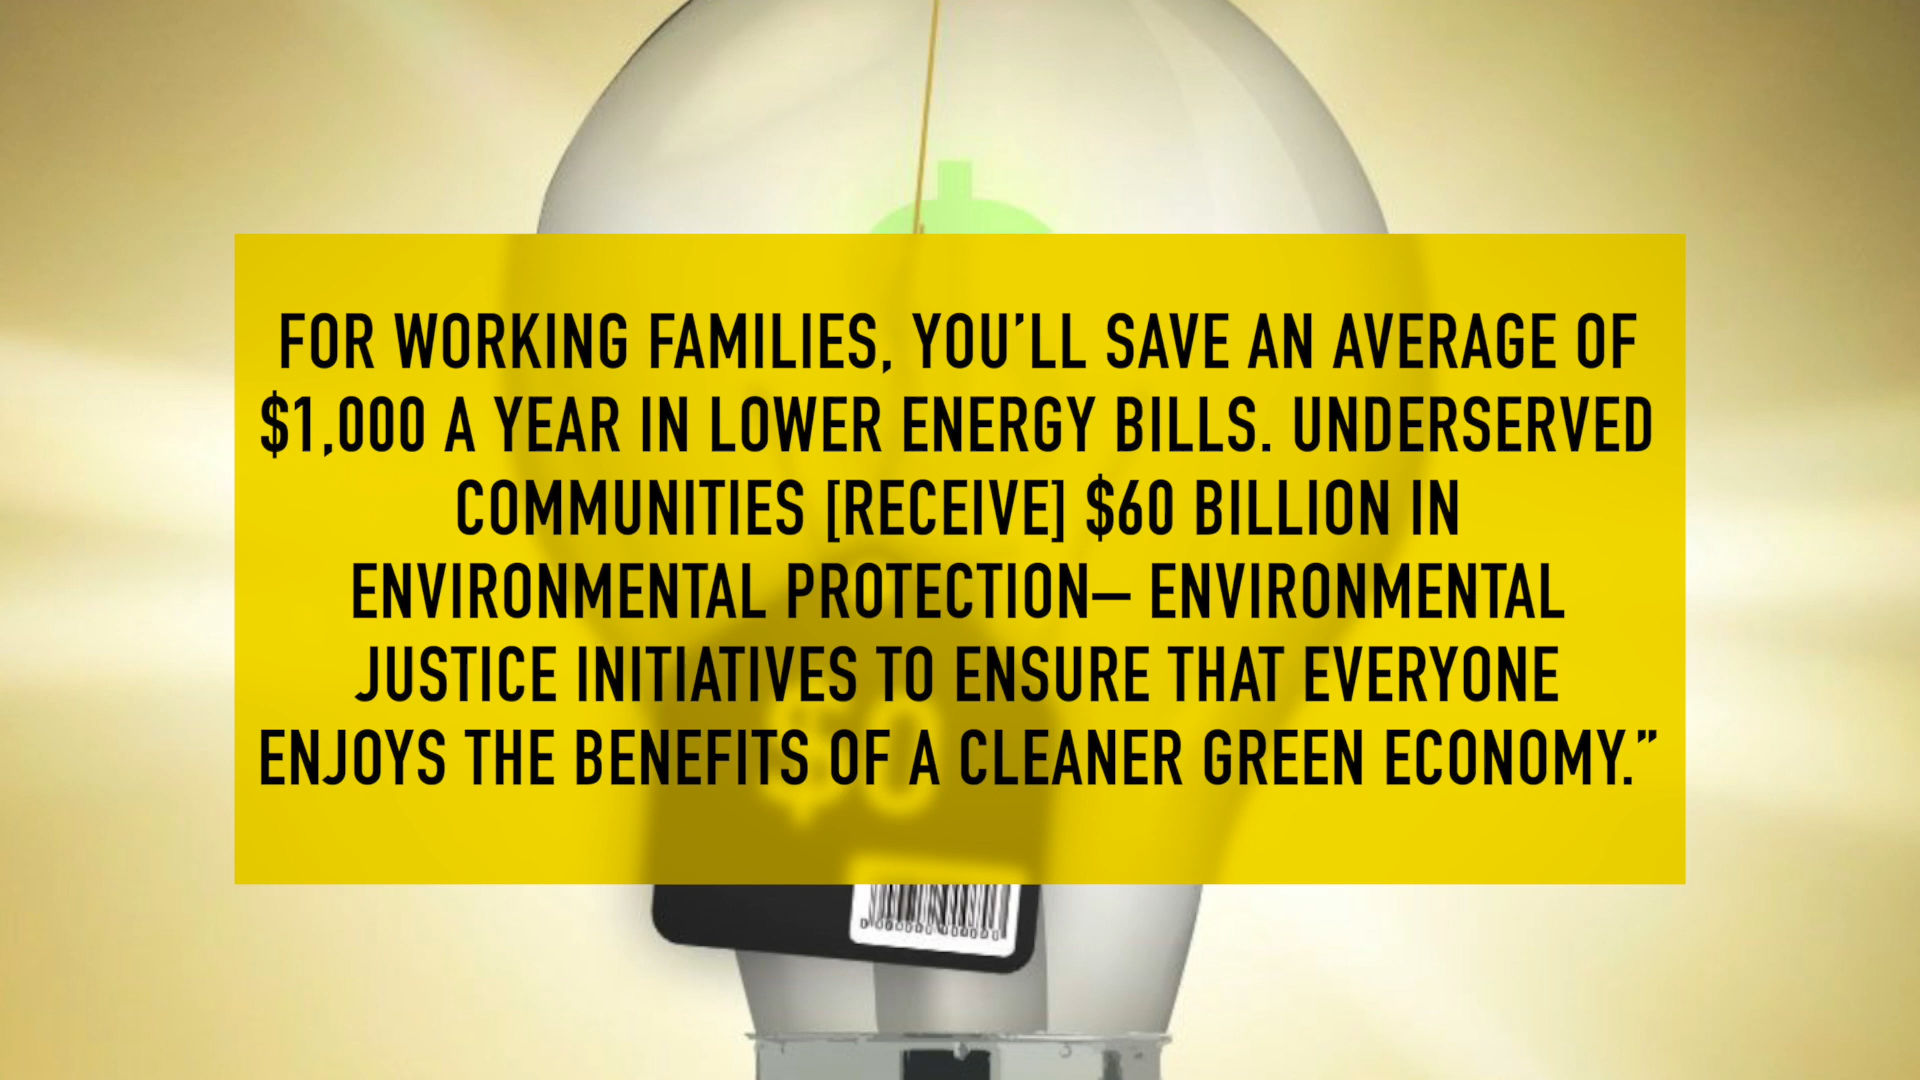 FOR WORKING FAMILIES, YOU’LL SAVE AN AVERAGE OF
$1,000 A YEAR IN LOWER ENERGY BILLS. UNDERSERVED
COMMUNITIES [RECEIVE] $60 BILLION IN
ENVIRONMENTAL PROTECTION— ENVIRONMENTAL
JUSTICE INITIATIVES TO ENSURE THAT EVERYONE
ENJOYS THE BENEFITS OF A CLEANER GREEN ECONOMY.”
$0